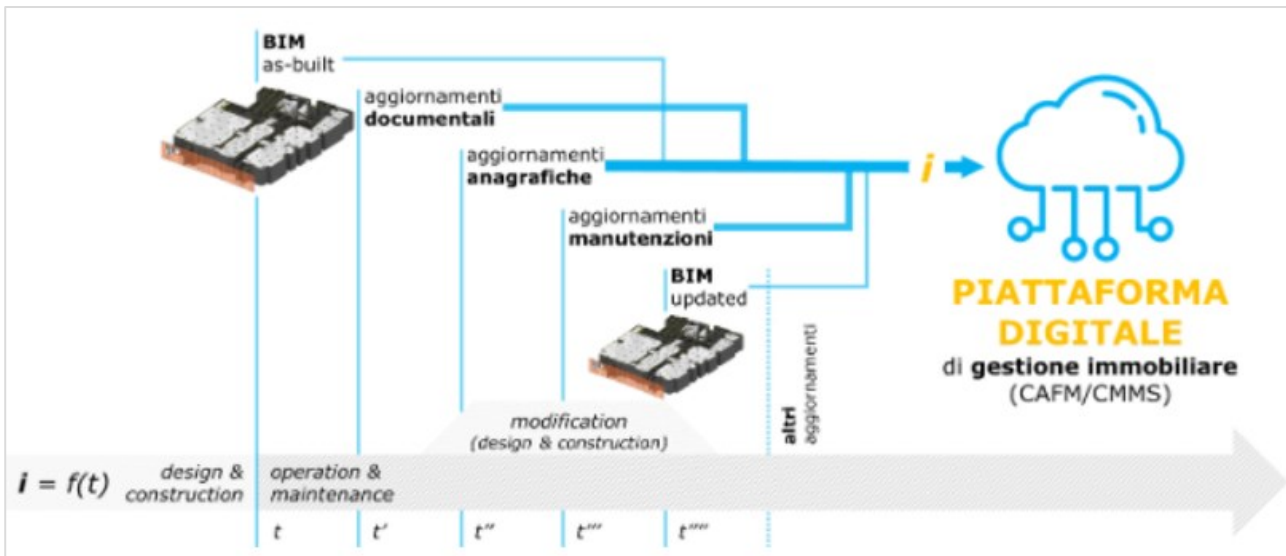 BIM
as-built
aggiornamenti
documentali
aggiornamenti
anagrafiche
aggiornamenti
manutenzioni
BIM
updated
altri
aggiornamenti
i
PIATTAFORMA
DIGITALE
di gestione immobiliare
(CAFM/CMMS)
modification
(design & construction)
i = f(t)
design &
construction
operation &
maintenance
t
t'
t''
t'''
t''''